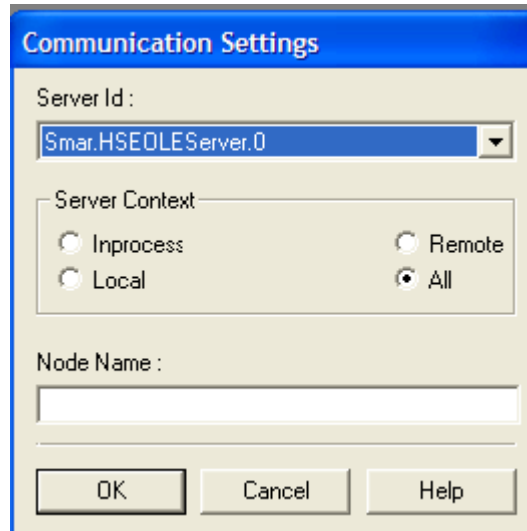 Communication Settings
Server Id :
Smar.HSEOLEServer.0
Server Context
Inprocess Remote
Local All
Node Name :
OK Cancel Help